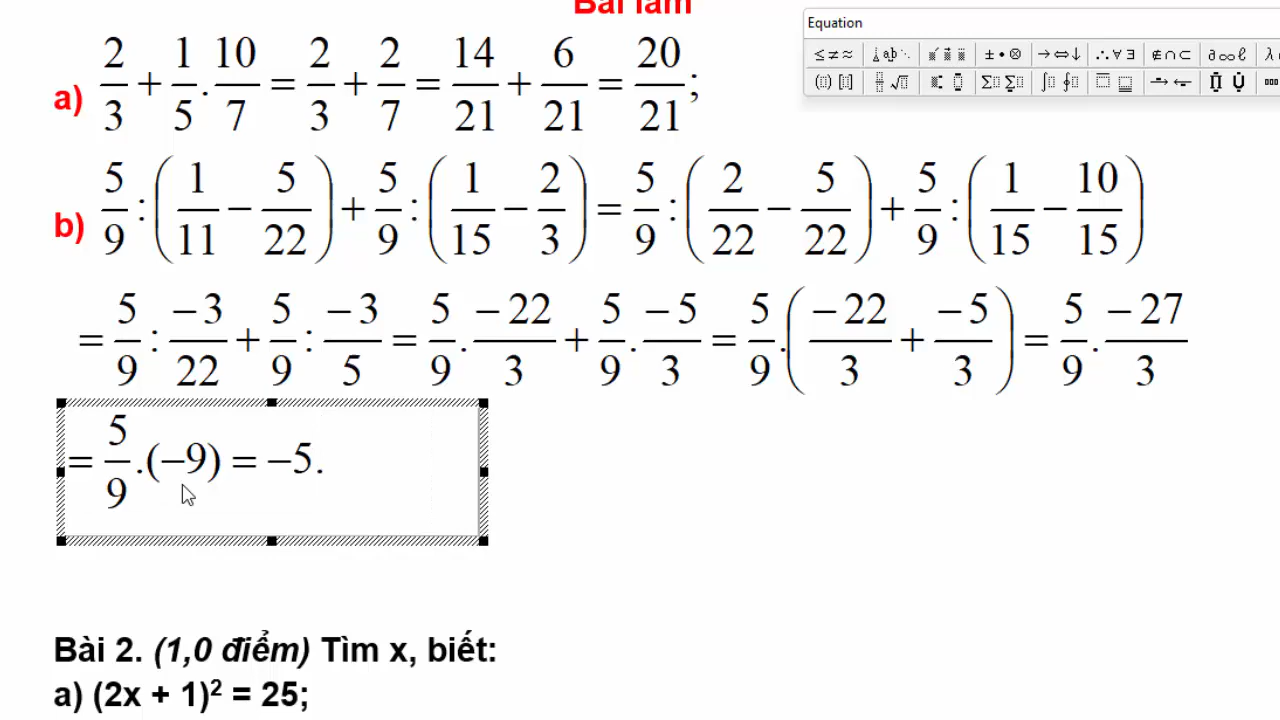 Bài làm
Equation
a) 2/3 + 1/5 . 10/7 = 2/3 + 2/7 = 14/21 + 6/21 = 20/21;
b) 5/9 : (1/11 − 5/22) + 5/9 : (1/15 − 2/3) = 5/9 : (2/22 − 5/22) + 5/9 : (1/15 − 10/15)
= 5/9 : −3/22 + 5/9 : −3/5 = 5/9 . −22/3 + 5/9 . −5/3 = 5/9 . (−22/3 + −5/3) = 5/9 . −27/3
= 5/9 .(−9) = −5.
Bài 2. (1,0 điểm) Tìm x, biết:
a) (2x + 1)² = 25;